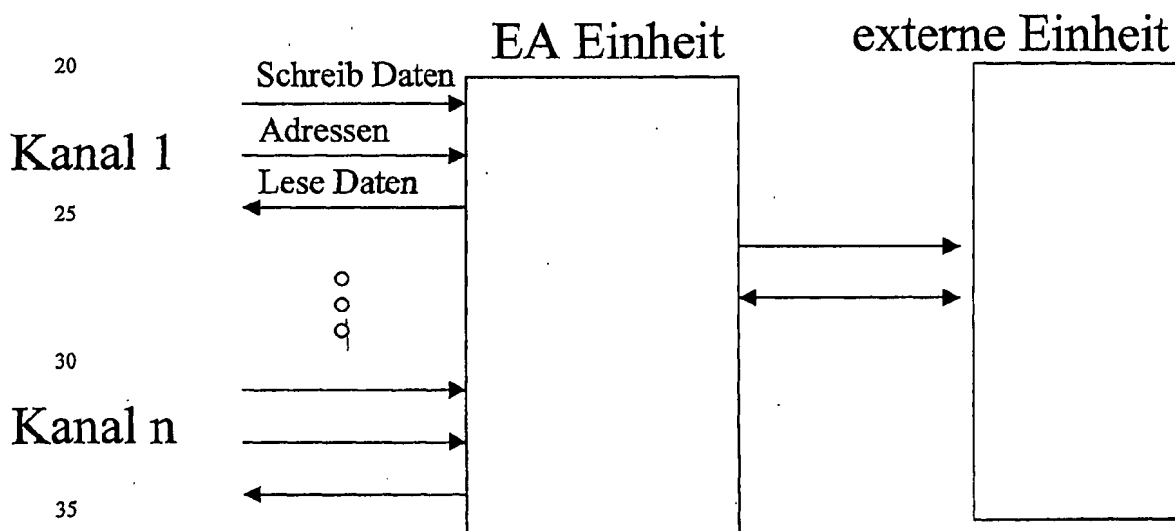 EA Einheit
externe Einheit
20
Schreib Daten
Adressen
Kanal 1
Lese Daten
25
30
Kanal n
35